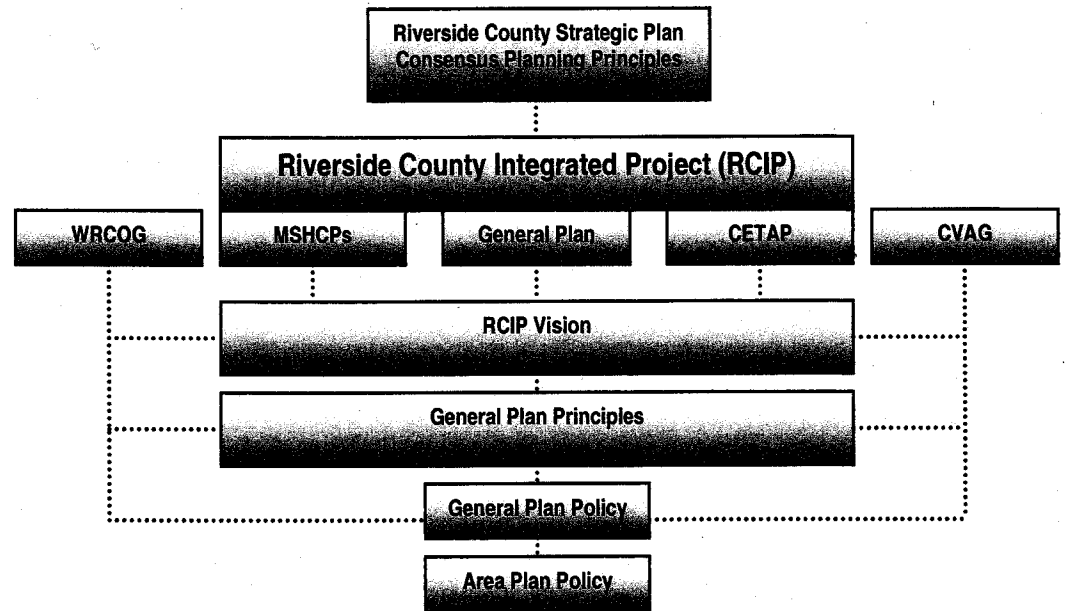 Riverside County Strategic Plan
Consensus Planning Principles
Riverside County Integrated Project (RCIP)
WRCOG
MSHCPs
General Plan
CETAP
CVAG
RCIP Vision
General Plan Principles
General Plan Policy
Area Plan Policy